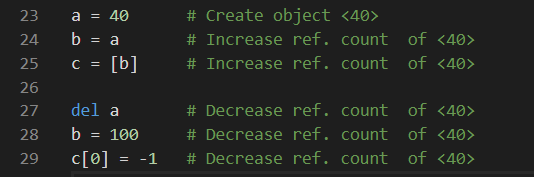 23 a = 40 # Create object <40>
24 b = a # Increase ref. count of <40>
25 c = [b] # Increase ref. count of <40>
26
27 del a # Decrease ref. count of <40>
28 b = 100 # Decrease ref. count of <40>
29 c[0] = -1 # Decrease ref. count of <40>